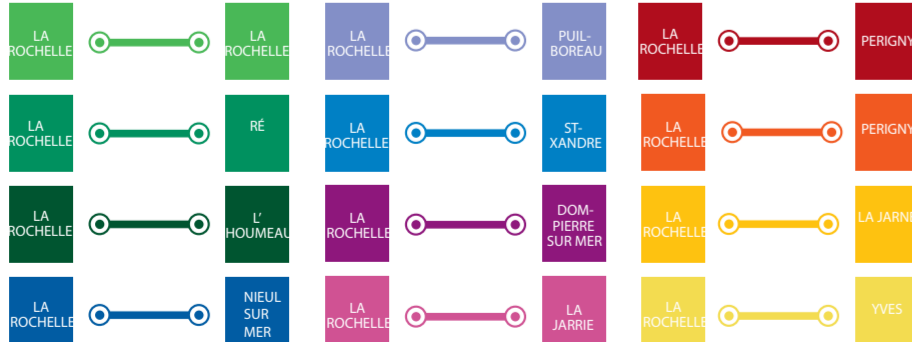 LA
ROCHELLE
LA
ROCHELLE
LA
ROCHELLE
PUIL-
BOREAU
LA
ROCHELLE
PERIGNY
LA
ROCHELLE
RÉ
LA
ROCHELLE
ST-
XANDRE
LA
ROCHELLE
PERIGNY
LA
ROCHELLE
L'
HOUMEAU
LA
ROCHELLE
DOM-
PIERRE
SUR MER
LA
ROCHELLE
LA JARNE
LA
ROCHELLE
NIEUL
SUR
MER
LA
ROCHELLE
LA
JARRIE
LA
ROCHELLE
YVES